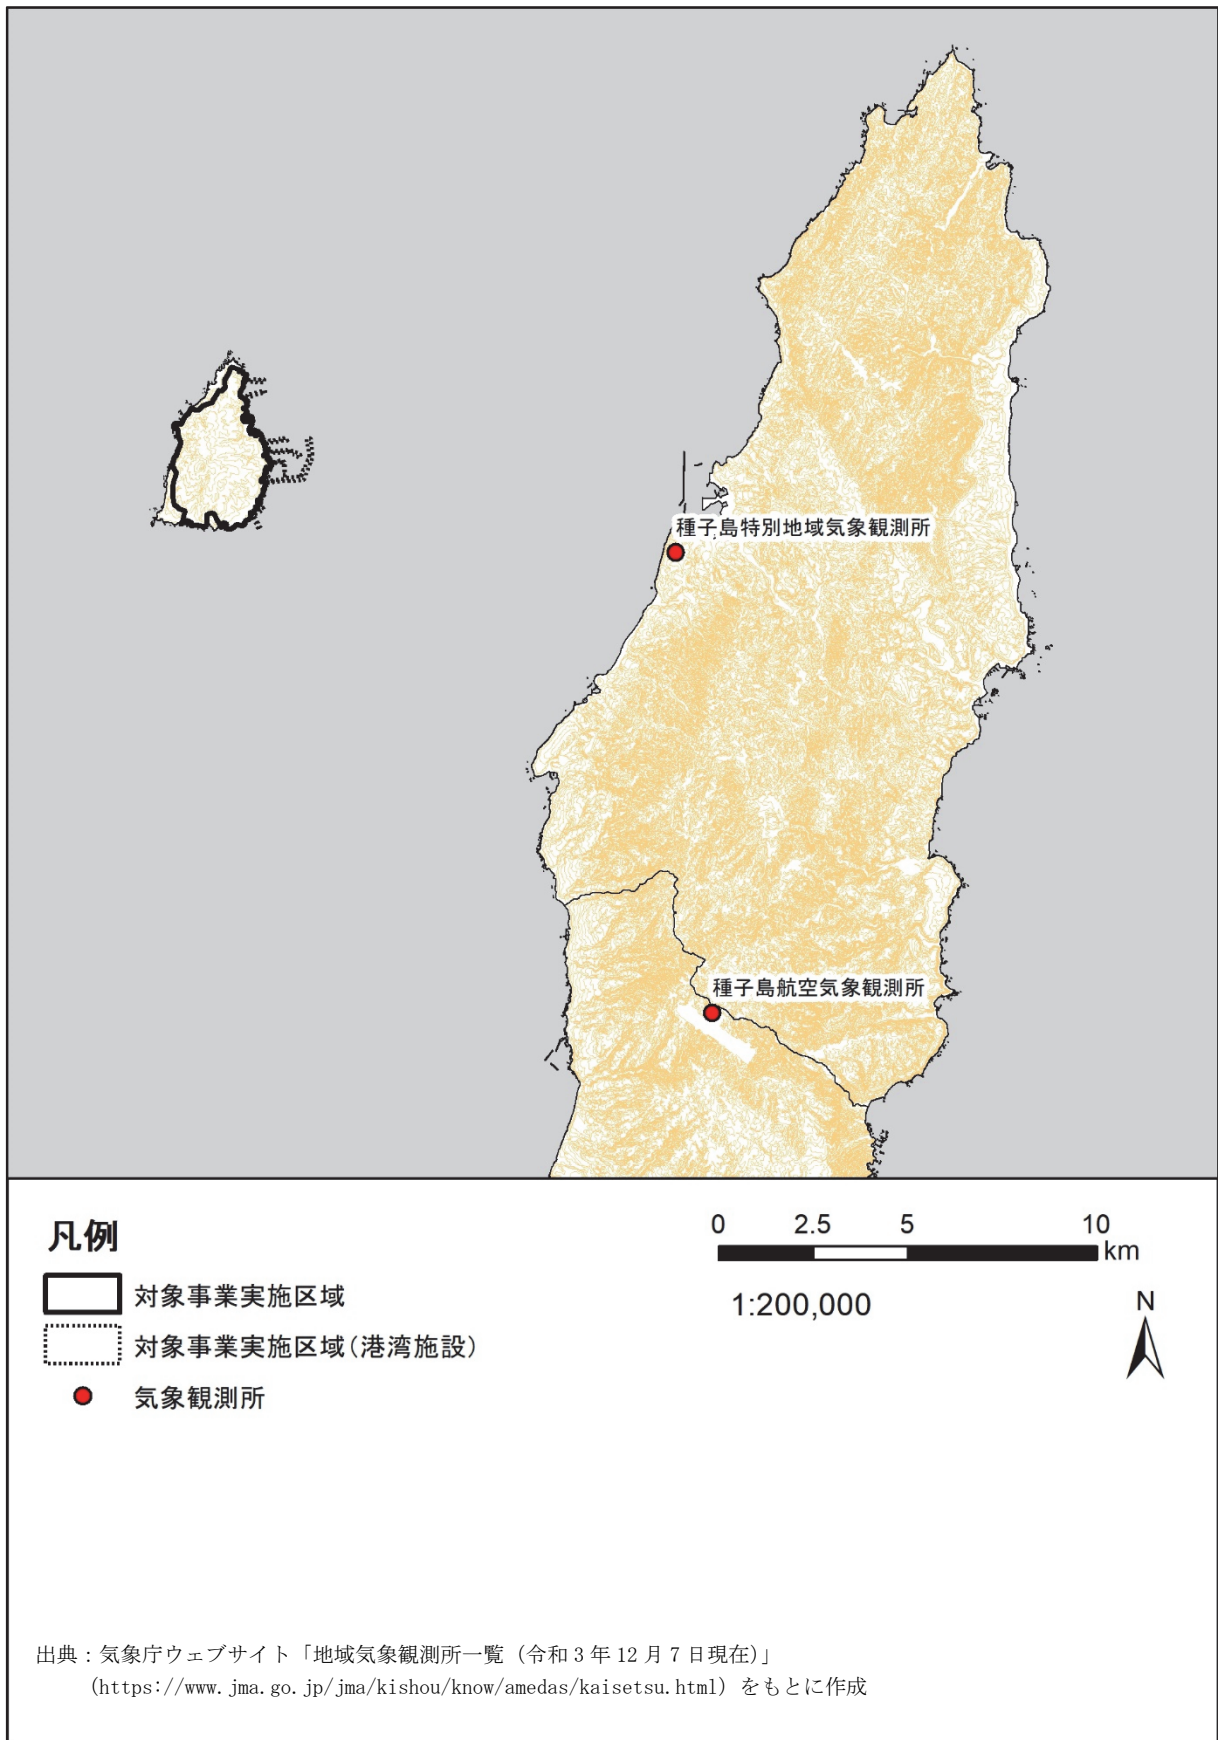 種子島特別地域気象観測所
種子島航空気象観測所
凡例
対象事業実施区域
対象事業実施区域(港湾施設)
気象観測所
0 2.5 5 10
km
1:200,000
N
出典：気象庁ウェブサイト「地域気象観測所一覧（令和 3 年 12 月 7 日現在）」
（https://www.jma.go.jp/jma/kishou/know/amedas/kaisetsu.html）をもとに作成